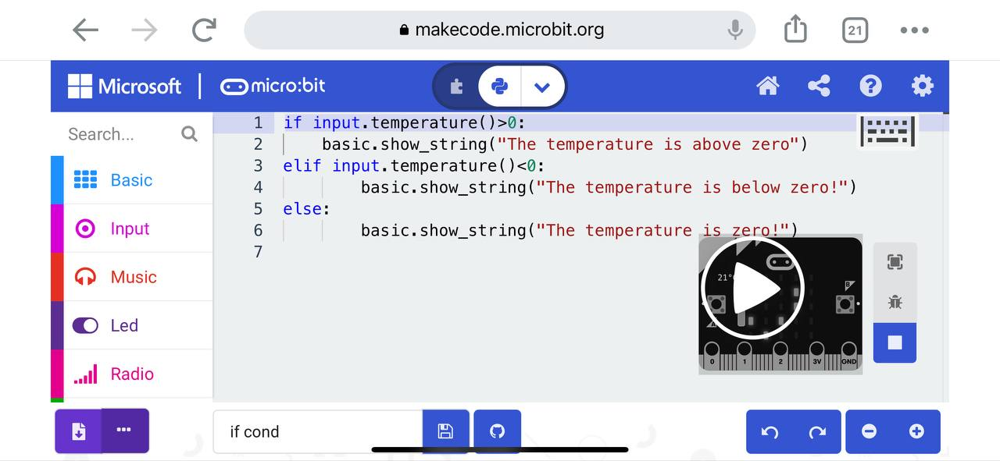 makecode.microbit.org
21
Microsoft
micro:bit
Search...
Basic
Input
Music
Led
Radio
1 if input.temperature()>0:
2     basic.show_string("The temperature is above zero")
3 elif input.temperature()<0:
4         basic.show_string("The temperature is below zero!")
5 else:
6         basic.show_string("The temperature is zero!")
7
21°
B
A
0 1 2 3V GND
if cond